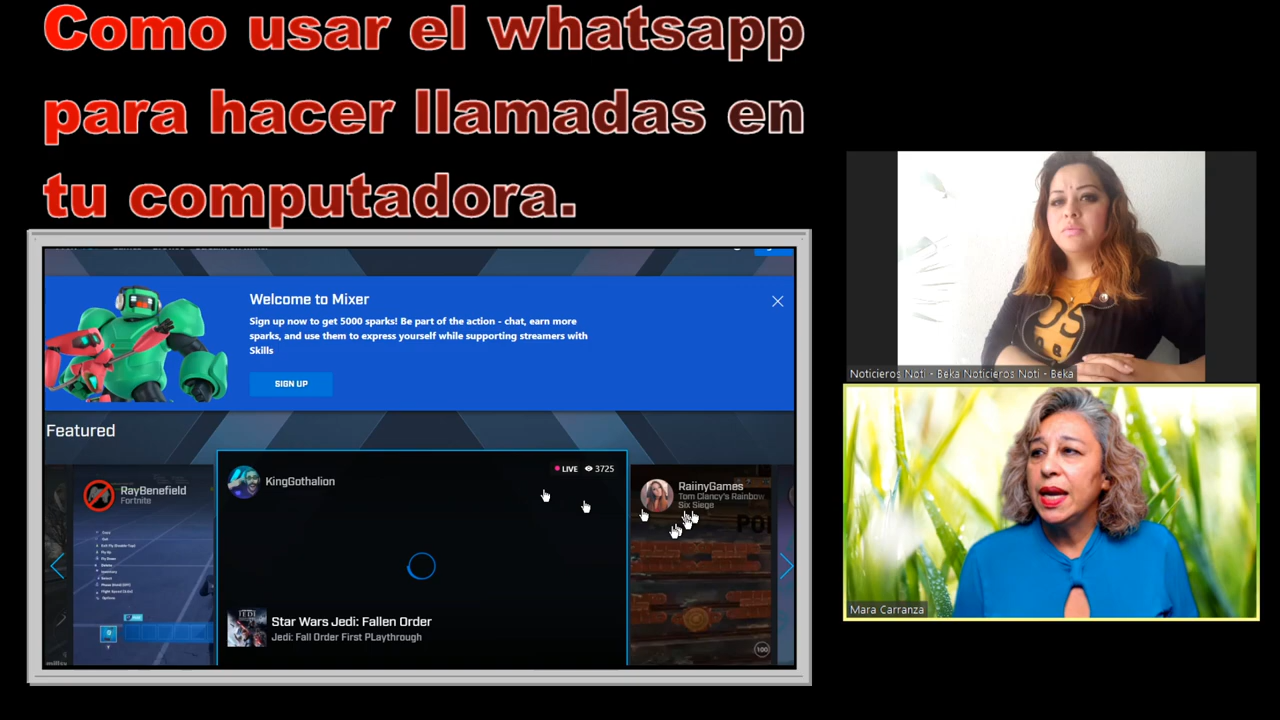 Como usar el whatsapp
para hacer llamadas en
tu computadora.
Welcome to Mixer
Sign up now to get 5000 sparks! Be part of the action - chat, earn more
sparks, and use them to express yourself while supporting streamers with
Skills
SIGN UP
Featured
RayBenefield
Fortnite
KingGothalion
LIVE 3725
RaiinyGames
Tom Clancy's Rainbow
Six Siege
JEDI
Star Wars Jedi: Fallen Order
Jedi: Fall Order First PLaythrough
100
Noticieros Noti - Beka Noticieros Noti - Beka
Mara Carranza